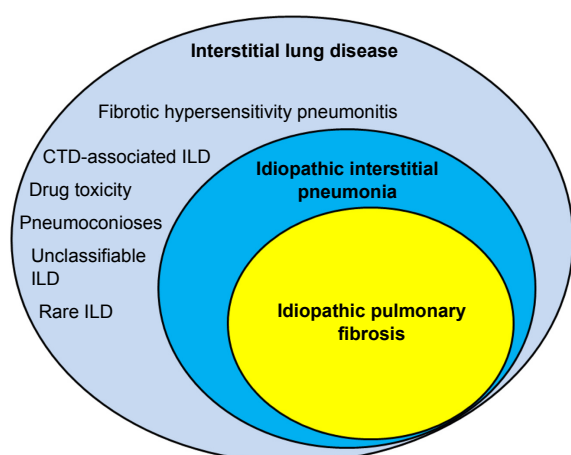 Interstitial lung disease
Fibrotic hypersensitivity pneumonitis
CTD-associated ILD
Drug toxicity
Pneumoconioses
Unclassifiable
ILD
Rare ILD
Idiopathic interstitial
pneumonia
Idiopathic pulmonary
fibrosis